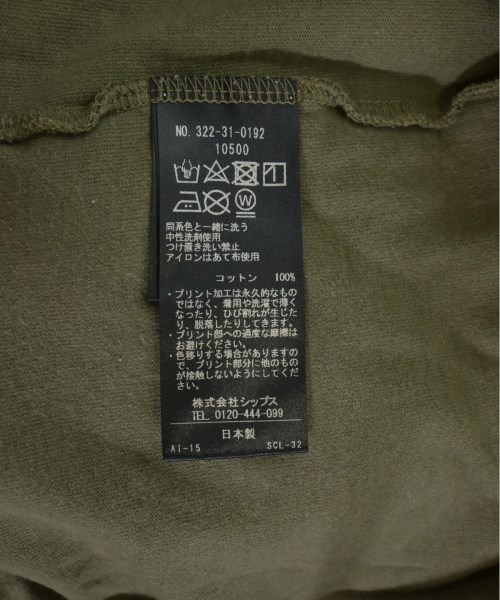 NO. 322-31-0192
10500
W
同系色と一緒に洗う
中性洗剤使用
つけ置き洗い禁止
アイロンはあて布使用
コットン 100%
・プリント加工は永久的なもの
ではなく、着用や洗濯で薄く
なったり、ひび割れが生じた
り、脱落したりしてきます。
・プリント部への過度な摩擦は
お避けください。
・色移りする場合がありますの
で、プリント部分に他のもの
が接触しないようにしてくだ
さい。
株式会社シップス
TEL. 0120-444-099
日本製
AI-15 SCL-32